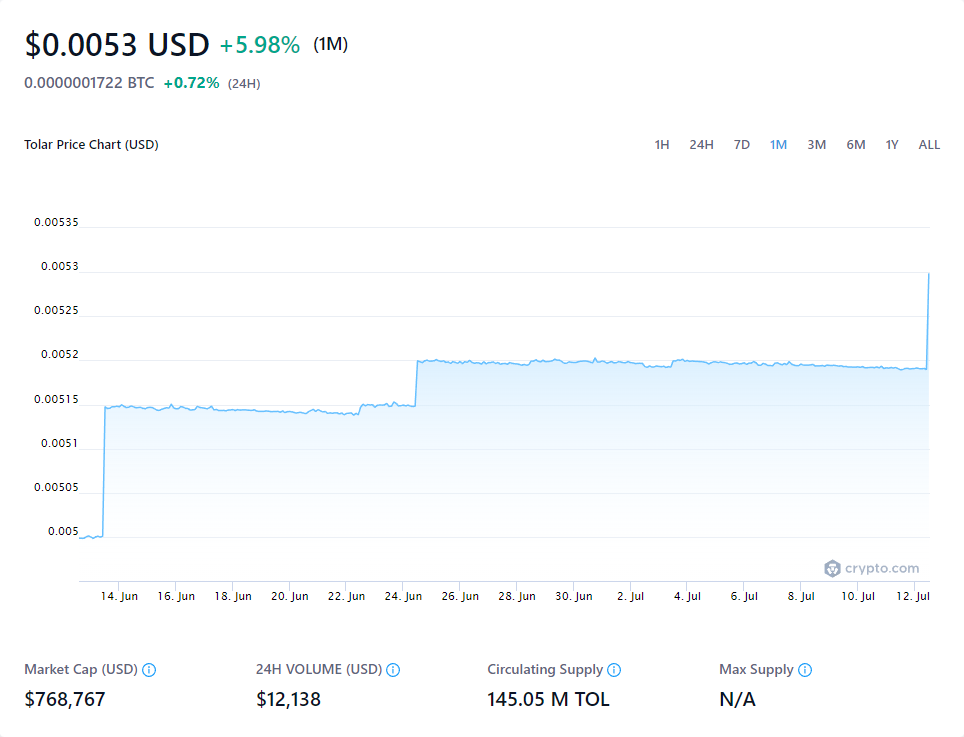 $0.0053 USD +5.98% (1M)
0.0000001722 BTC +0.72% (24H)
Tolar Price Chart (USD) 1H 24H 7D 1M 3M 6M 1Y ALL
0.00535
0.0053
0.00525
0.0052
0.00515
0.0051
0.00505
0.005
crypto.com
14. Jun 16. Jun 18. Jun 20. Jun 22. Jun 24. Jun 26. Jun 28. Jun 30. Jun 2. Jul 4. Jul 6. Jul 8. Jul 10. Jul 12. Jul
Market Cap (USD) 24H VOLUME (USD) Circulating Supply Max Supply
$768,767 $12,138 145.05 M TOL N/A